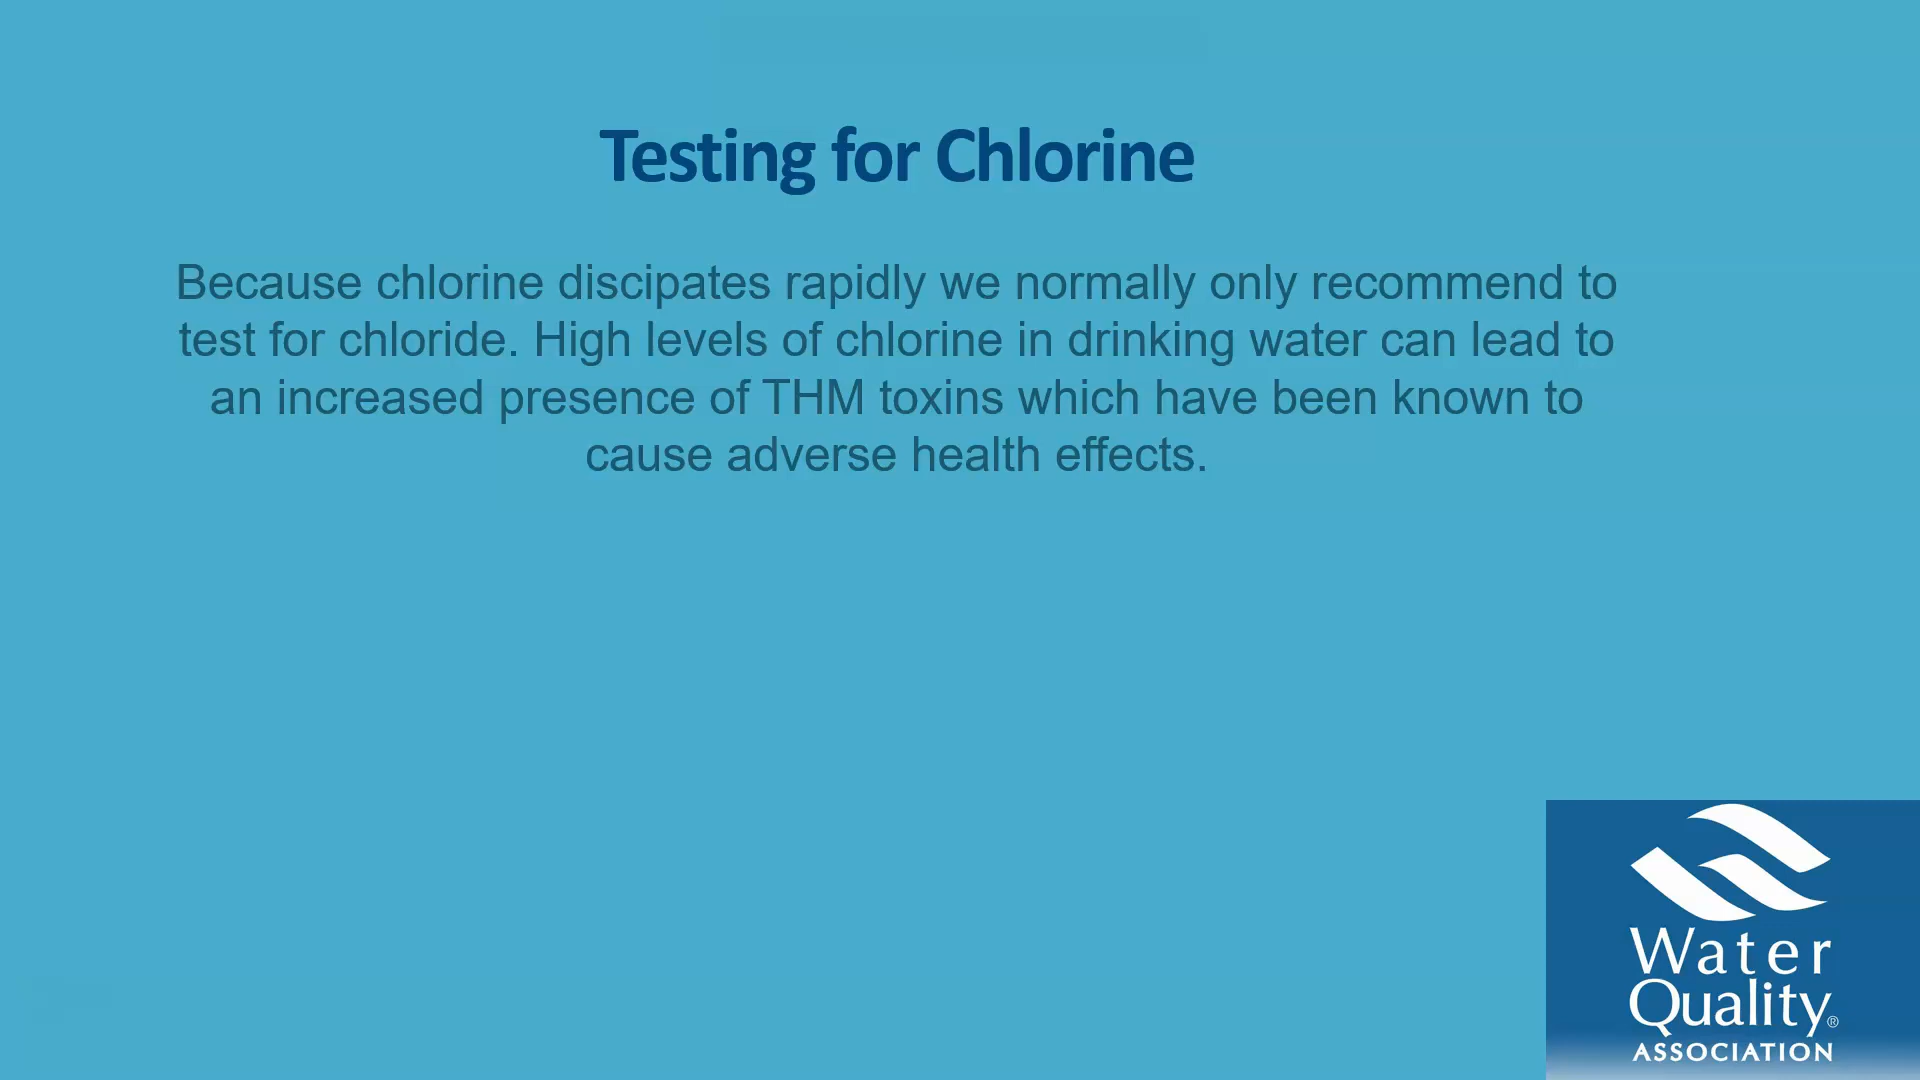 Testing for Chlorine
Because chlorine discipates rapidly we normally only recommend to
test for chloride. High levels of chlorine in drinking water can lead to
an increased presence of THM toxins which have been known to
cause adverse health effects.
Water
Quality®
ASSOCIATION